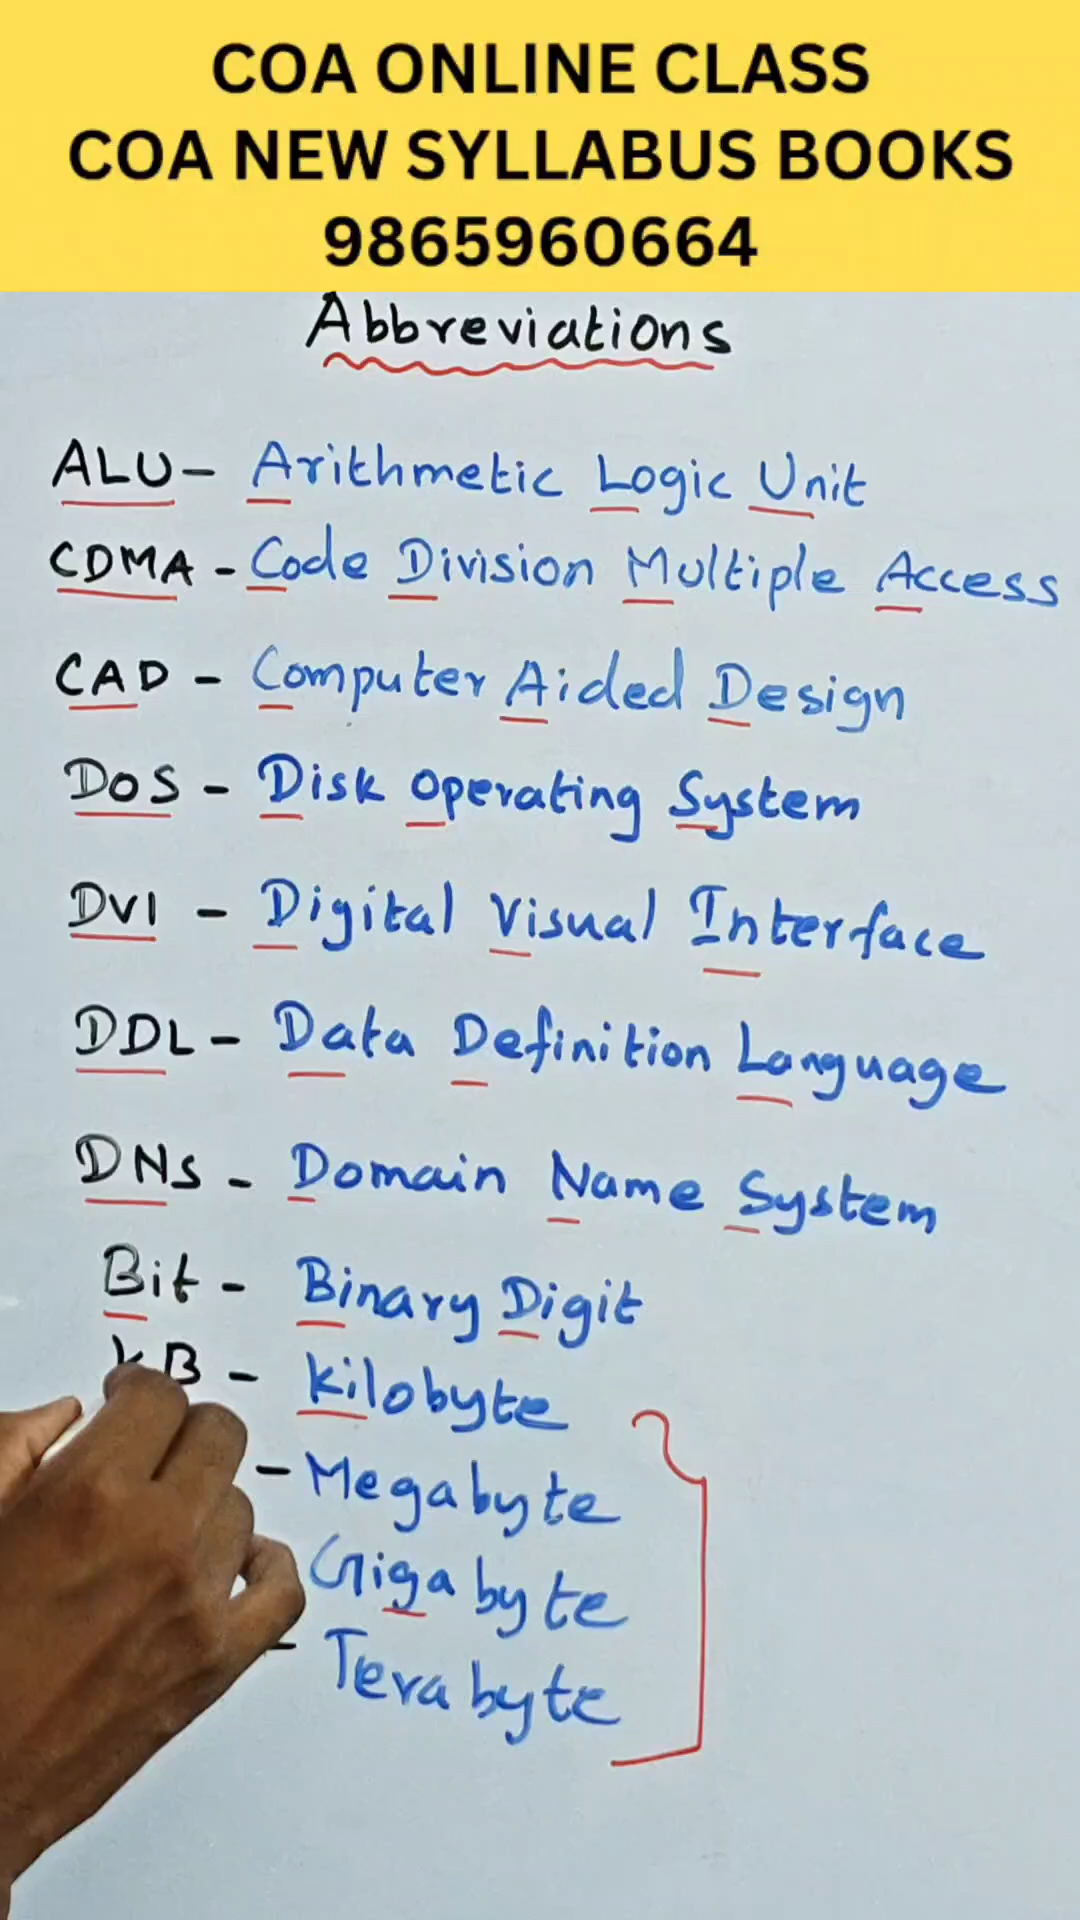 COA ONLINE CLASS
COA NEW SYLLABUS BOOKS
9865960664
Abbreviations
ALU - Arithmetic Logic Unit
CDMA - Code Division Multiple Access
CAD - Computer Aided Design
DOS - Disk Operating System
DVI - Digital Visual Interface
DDL - Data Definition Language
DNS - Domain Name System
Bit - Binary Digit
KB - Kilobyte
- Megabyte
Gigabyte
- Terabyte